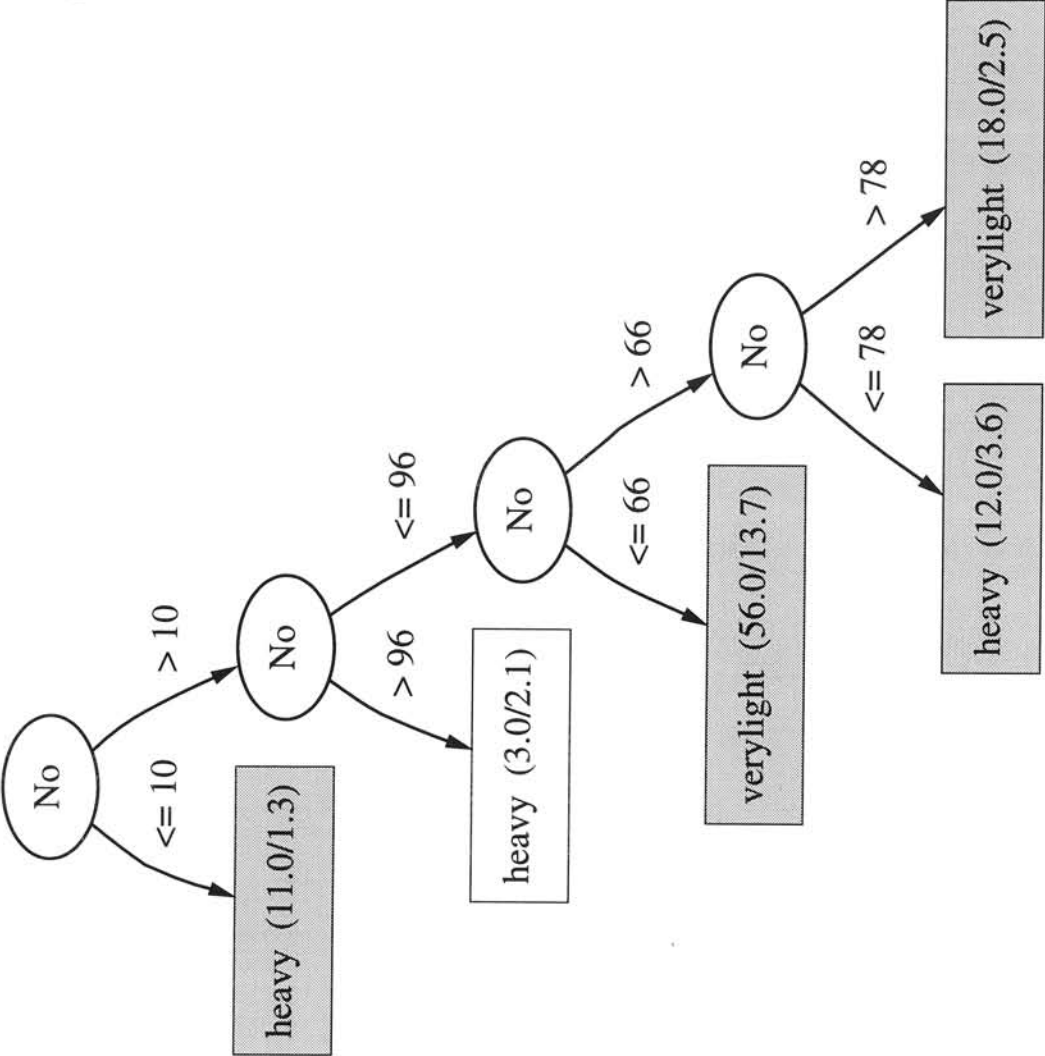 No
<= 10
> 10
heavy (11.0/1.3)
No
> 96
<= 96
heavy (3.0/2.1)
No
<= 66
> 66
verylight (56.0/13.7)
No
<= 78
> 78
heavy (12.0/3.6)
verylight (18.0/2.5)